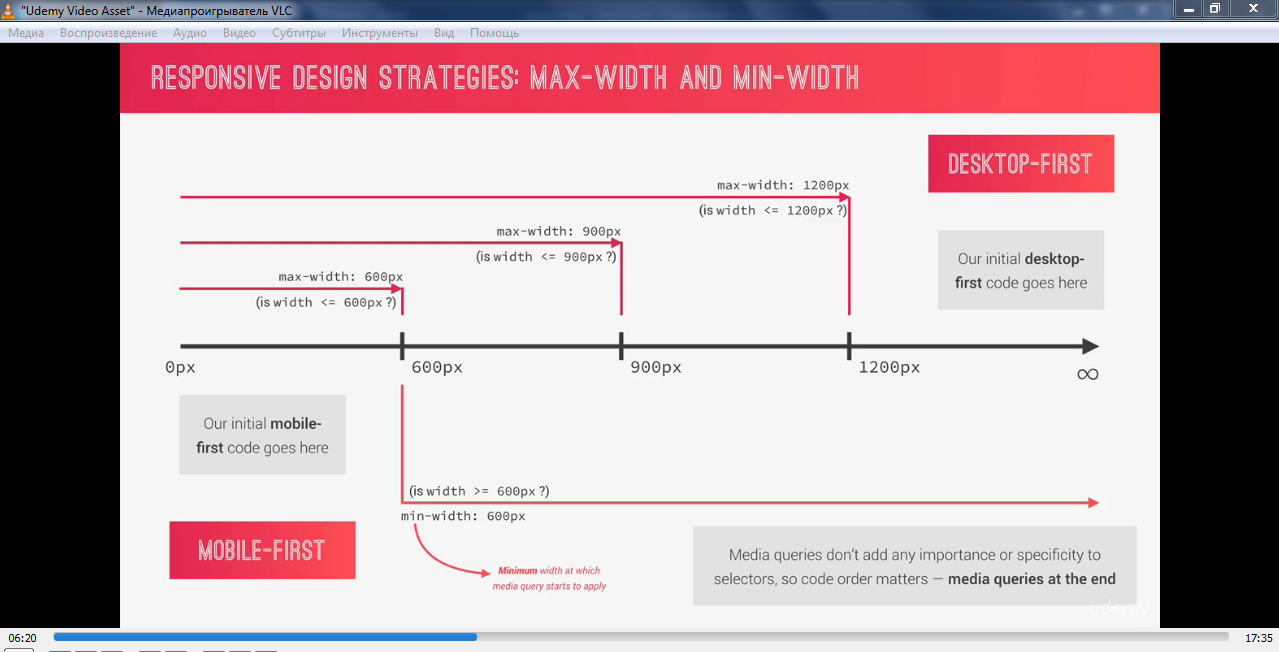 "Udemy Video Asset" - Медиапроигрыватель VLC
Медиа Воспроизведение Аудио Видео Субтитры Инструменты Вид Помощь
RESPONSIVE DESIGN STRATEGIES: MAX-WIDTH AND MIN-WIDTH
DESKTOP-FIRST
max-width: 1200px
(is width <= 1200px ?)
max-width: 900px
(is width <= 900px ?)
Our initial desktop-
first code goes here
max-width: 600px
(is width <= 600px ?)
0px 600px 900px 1200px ∞
Our initial mobile-
first code goes here
(is width >= 600px ?)
min-width: 600px
MOBILE-FIRST
Minimum width at which
media query starts to apply
Media queries don't add any importance or specificity to
selectors, so code order matters — media queries at the end
udemy
06:20 17:35